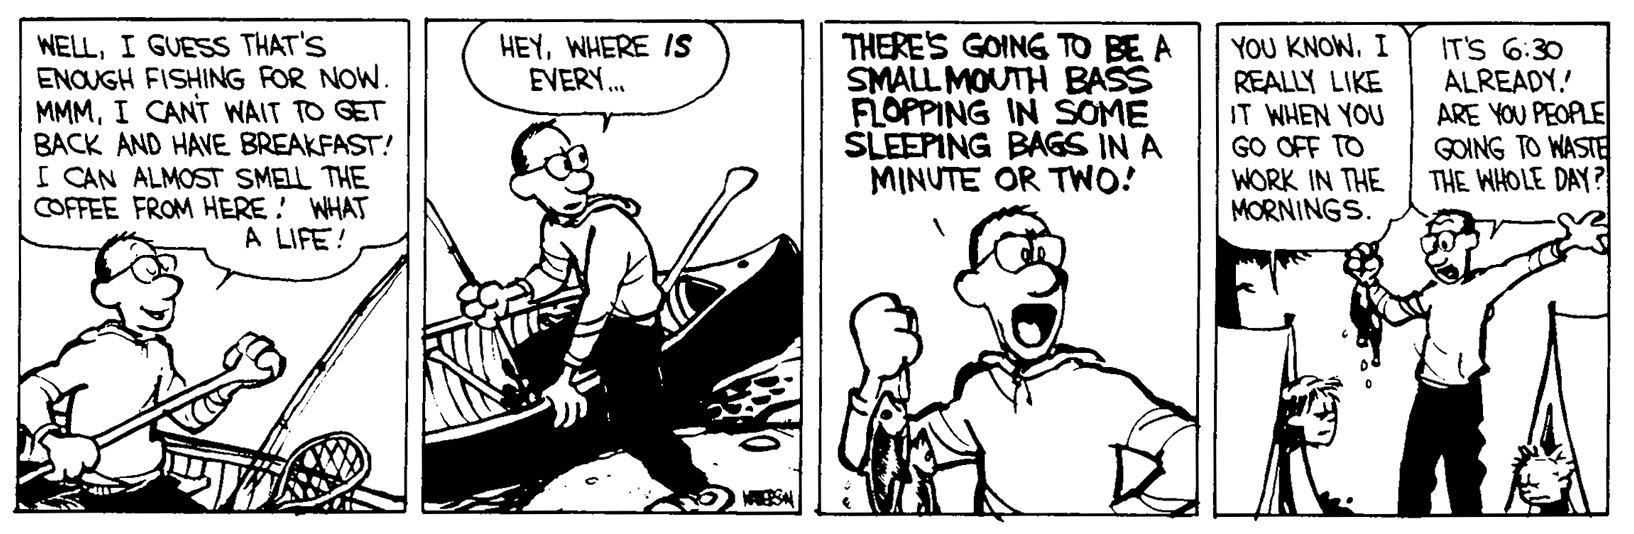 WELL, I GUESS THAT'S
ENOUGH FISHING FOR NOW.
MMM, I CAN'T WAIT TO GET
BACK AND HAVE BREAKFAST!
I CAN ALMOST SMELL THE
COFFEE FROM HERE! WHAT
A LIFE!
HEY, WHERE IS
EVERY...
WATTERSON
THERE'S GOING TO BE A
SMALL MOUTH BASS
FLOPPING IN SOME
SLEEPING BAGS IN A
MINUTE OR TWO!
YOU KNOW, I
REALLY LIKE
IT WHEN YOU
GO OFF TO
WORK IN THE
MORNINGS.
IT'S 6:30
ALREADY!
ARE YOU PEOPLE
GOING TO WASTE
THE WHOLE DAY?